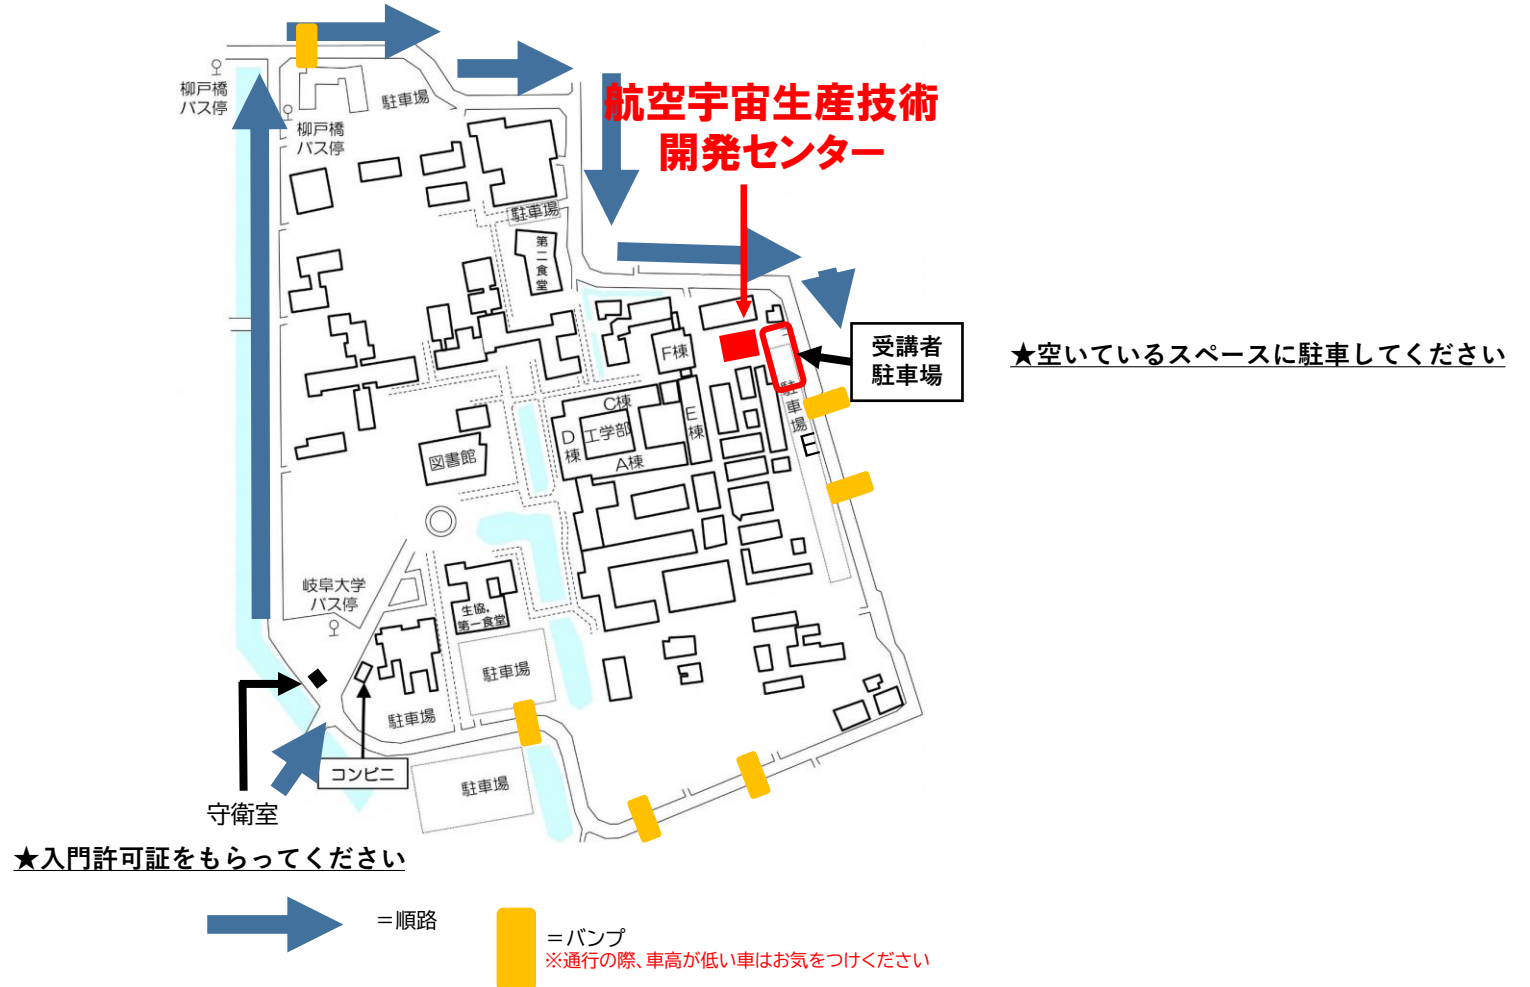 柳戸橋
バス停
柳戸橋
バス停
駐車場
航空宇宙生産技術
開発センター
駐車場
第二食堂
F棟
受講者
駐車場
★空いているスペースに駐車してください
駐車場
C棟
E棟
D棟
工学部
A棟
E
図書館
岐阜大学
バス停
生協.
第一食堂
駐車場
駐車場
コンビニ
駐車場
守衛室
★入門許可証をもらってください
＝順路
＝バンプ
※通行の際、車高が低い車はお気をつけください